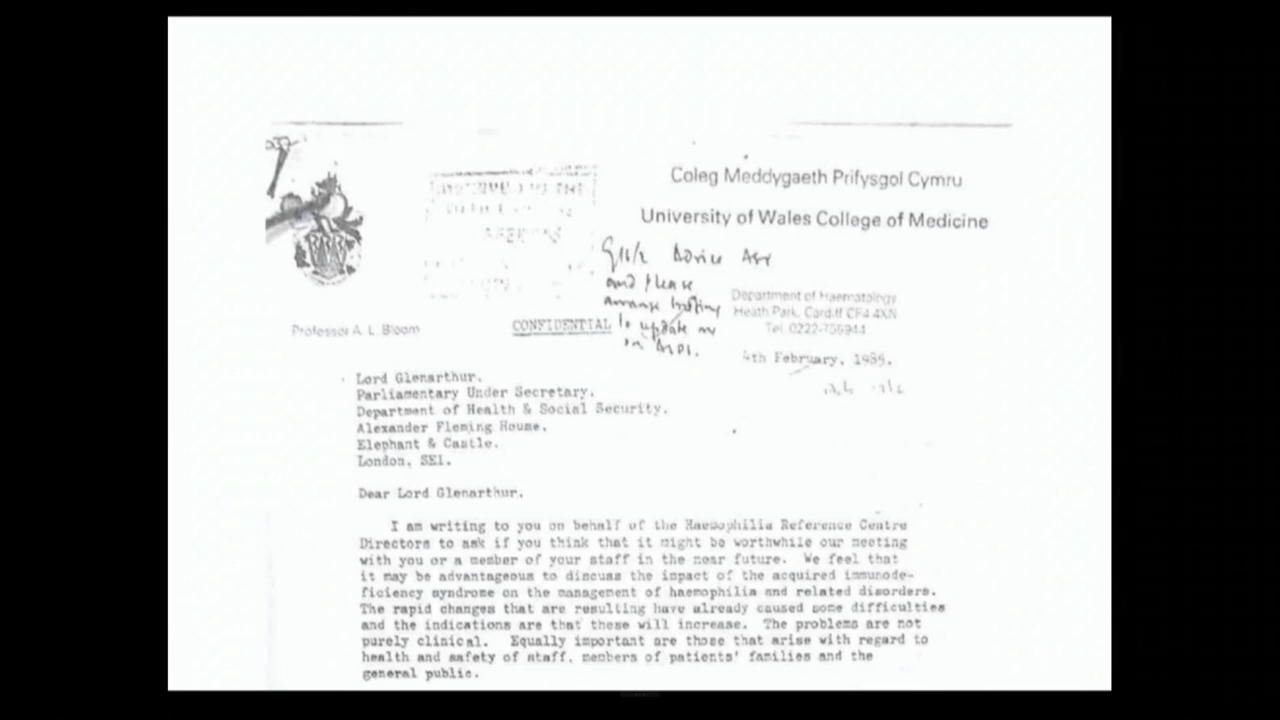 Coleg Meddygaeth Prifysgol Cymru
University of Wales College of Medicine
Advice
and Please
arrange
to update me
on AIDS.
Department of Haematology
Heath Park, Cardiff CF4 4XN
Tel. 0222-755944
Professor A. L. Bloom
CONFIDENTIAL
4th February, 1985.
Lord Glenarthur,
Parliamentary Under Secretary,
Department of Health & Social Security,
Alexander Fleming House,
Elephant & Castle,
London, SE1.
Dear Lord Glenarthur,
I am writing to you on behalf of the Haemophilia Reference Centre
Directors to ask if you think that it might be worthwhile our meeting
with you or a member of your staff in the near future. We feel that
it may be advantageous to discuss the impact of the acquired immunode-
ficiency syndrome on the management of haemophilia and related disorders.
The rapid changes that are resulting have already caused some difficulties
and the indications are that these will increase. The problems are not
purely clinical. Equally important are those that arise with regard to
health and safety of staff, members of patients' families and the
general public.